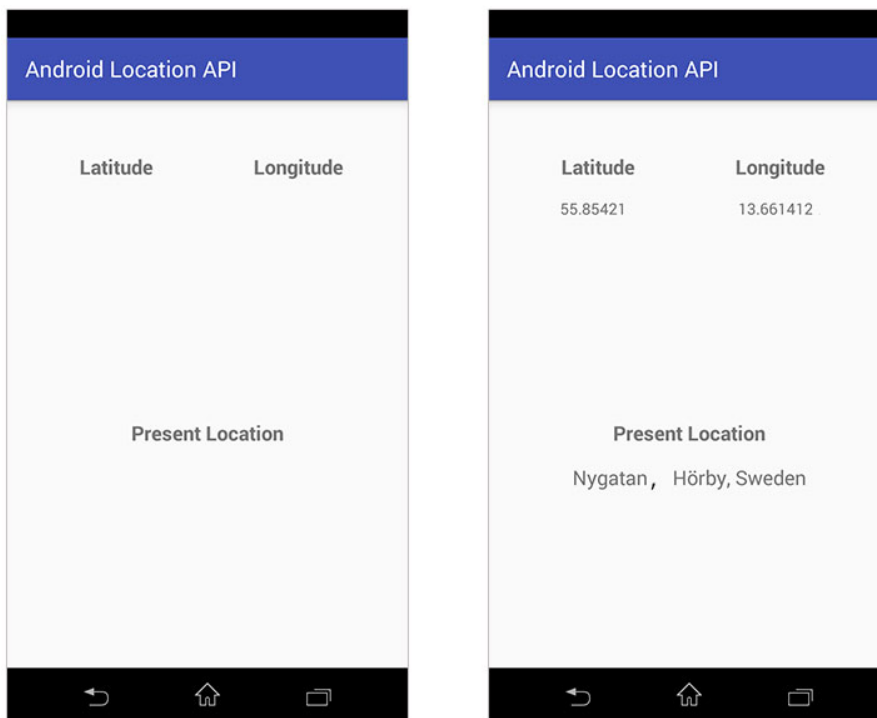 Android Location API
Latitude Longitude
Present Location
Android Location API
Latitude Longitude
55.85421 13.661412
Present Location
Nygatan, Hörby, Sweden